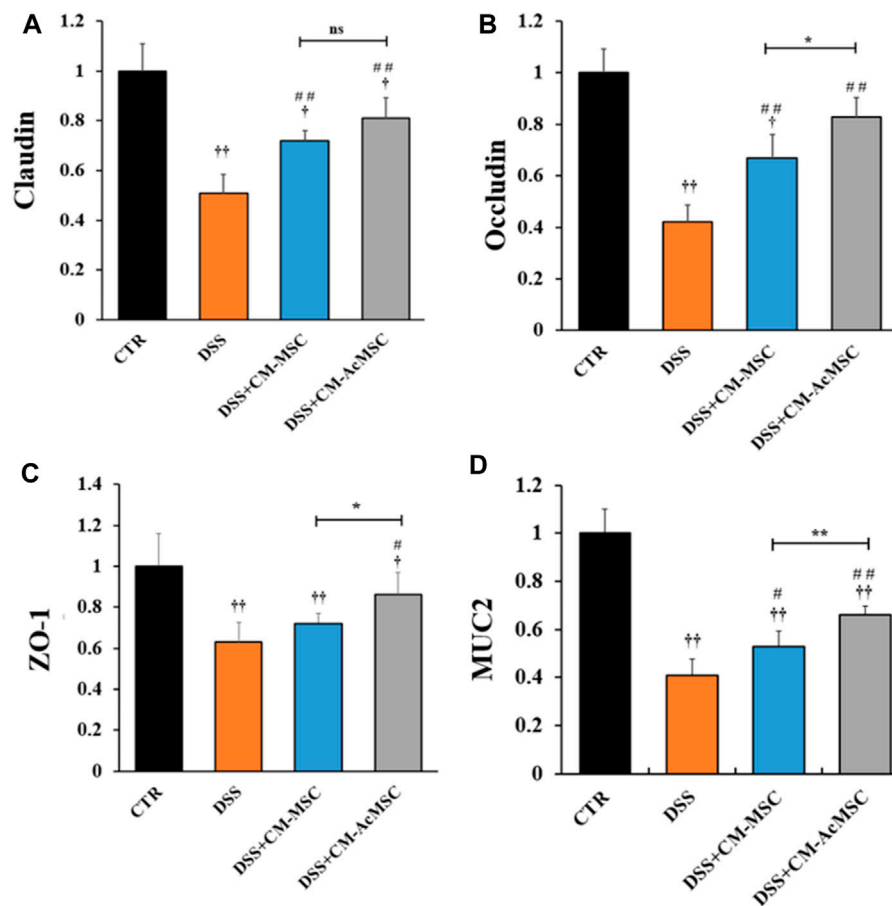 A
Claudin
1.2
1
0.8
0.6
0.4
0.2
0
ns
# #
†
# #
†
††
CTR
DSS
DSS+CM-MSC
DSS+CM-AcMSC
B
Occludin
1.2
1
0.8
0.6
0.4
0.2
0
*
# #
# #
†
††
CTR
DSS
DSS+CM-MSC
DSS+CM-AcMSC
C
ZO-1
1.4
1.2
1
0.8
0.6
0.4
0.2
0
*
#
†
††
††
CTR
DSS
DSS+CM-MSC
DSS+CM-AcMSC
D
MUC2
1.2
1
0.8
0.6
0.4
0.2
0
**
# #
††
#
††
††
CTR
DSS
DSS+CM-MSC
DSS+CM-AcMSC